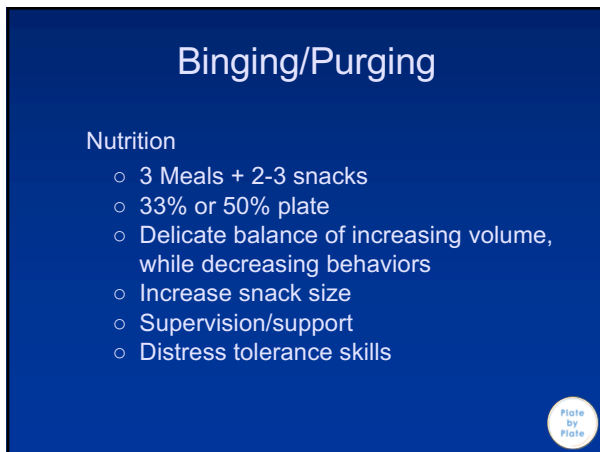 Binging/Purging
Nutrition
○ 3 Meals + 2-3 snacks
○ 33% or 50% plate
○ Delicate balance of increasing volume,
while decreasing behaviors
○ Increase snack size
○ Supervision/support
○ Distress tolerance skills
Plate
by
Plate